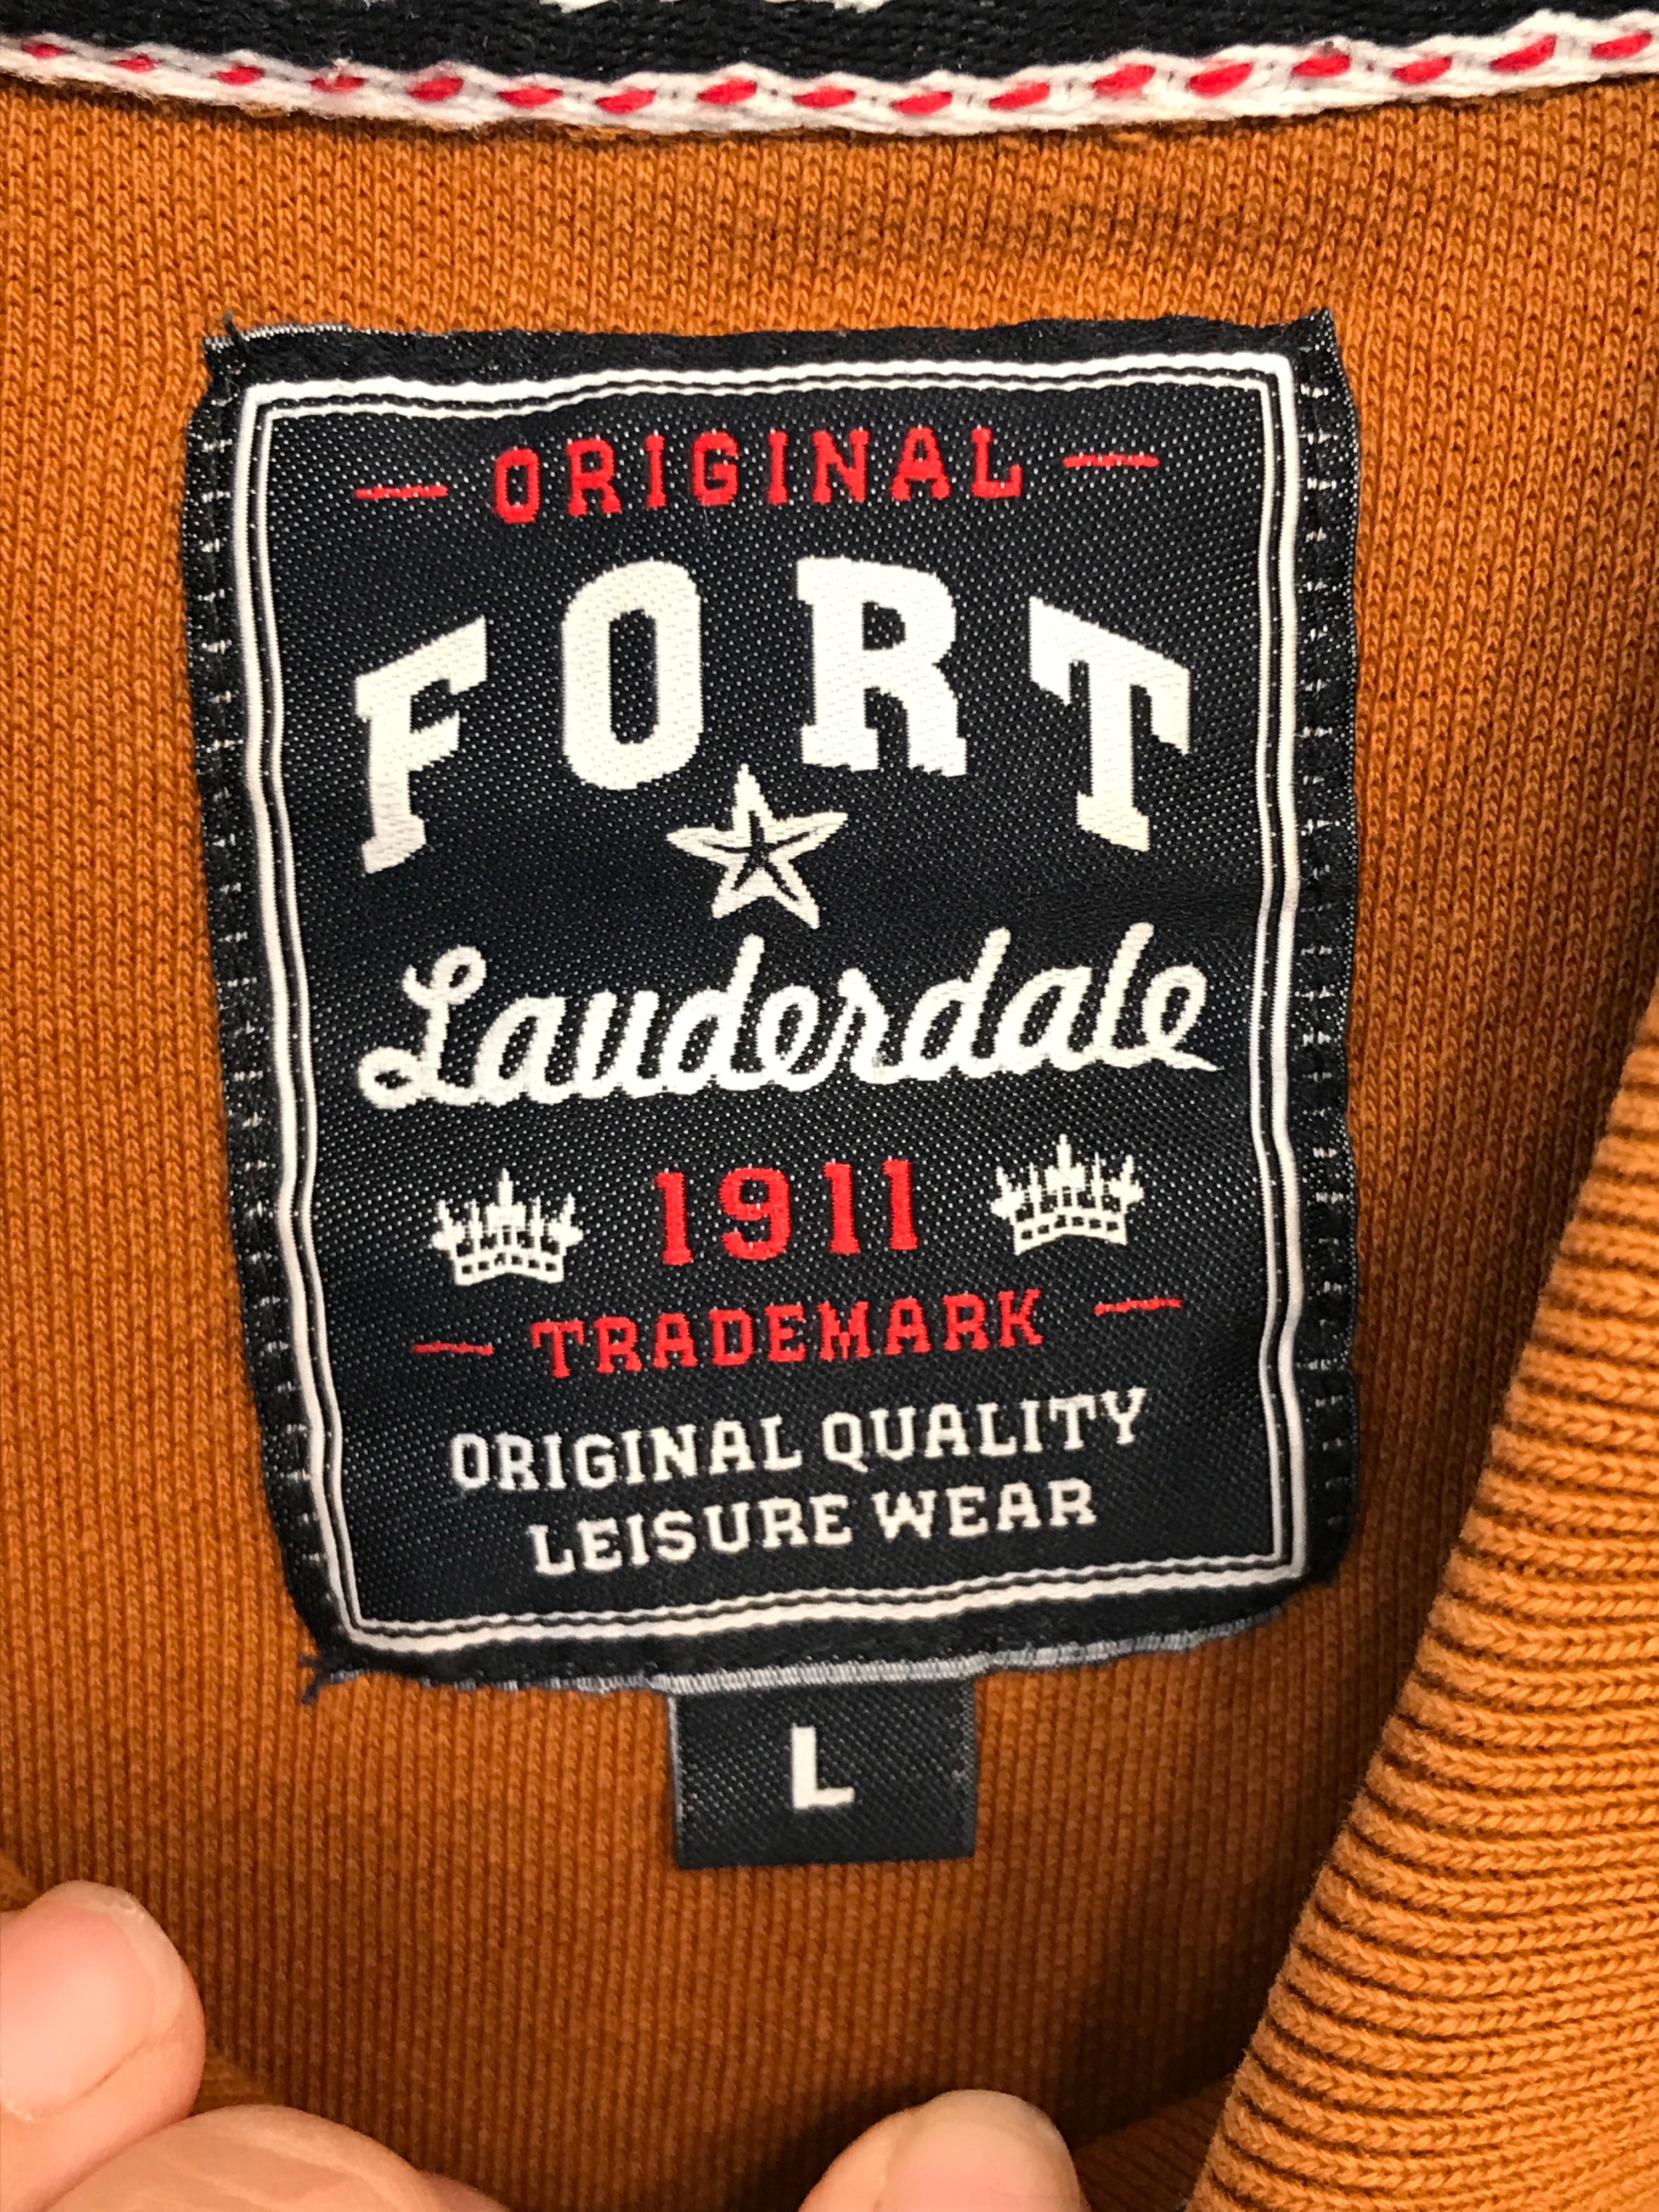 ORIGINAL
FORT
Lauderdale
1911
TRADEMARK
ORIGINAL QUALITY
LEISURE WEAR
L